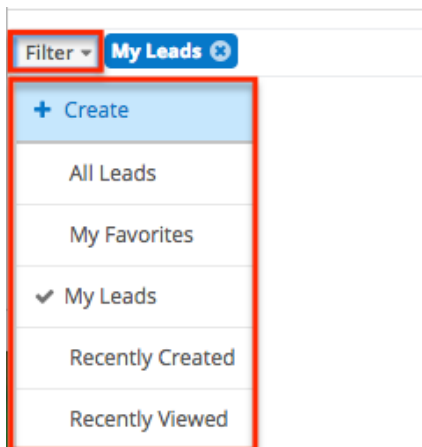 Filter My Leads
Create
All Leads
My Favorites
My Leads
Recently Created
Recently Viewed